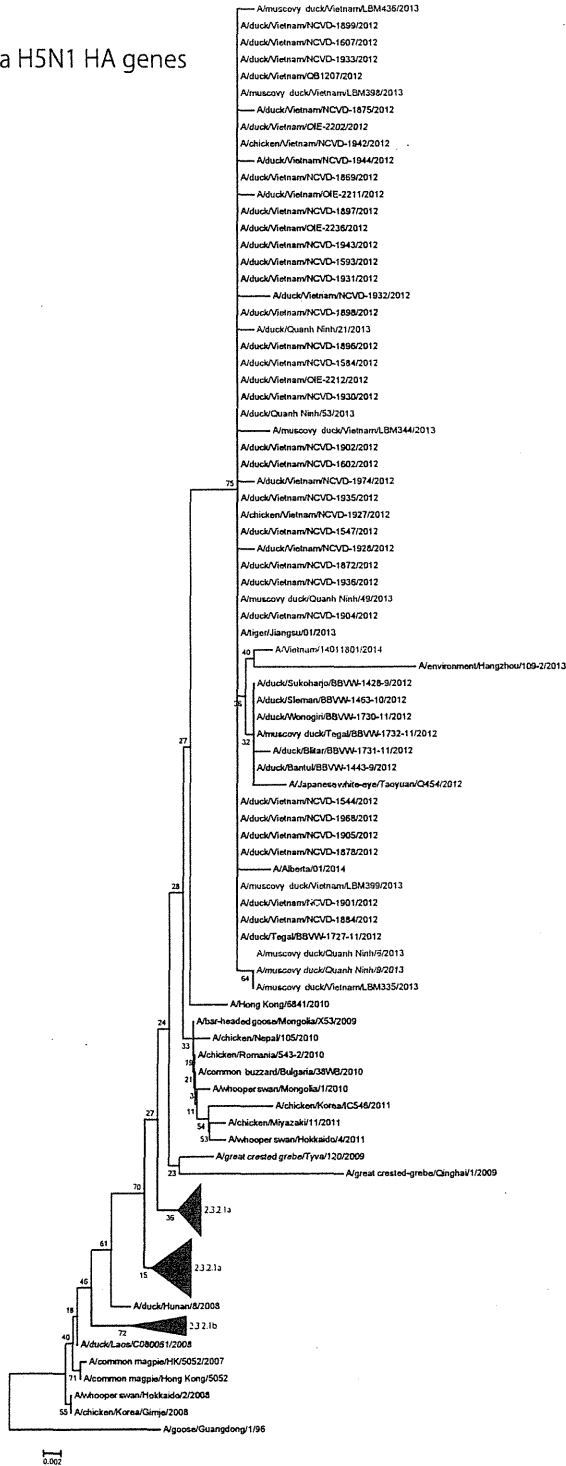 a H5N1 HA genes
A/muscovy duck/Vietnam/LBM436/2013
A/duck/Vietnam/NCVD-1899/2012
A/duck/Vietnam/NCVD-1607/2012
A/duck/Vietnam/NCVD-1933/2012
A/duck/Vietnam/QB1207/2012
A/muscovy duck/Vietnam/LBM398/2013
A/duck/Vietnam/NCVD-1875/2012
A/duck/Vietnam/OIE-2202/2012
A/chicken/Vietnam/NCVD-1942/2012
A/duck/Vietnam/NCVD-1944/2012
A/duck/Vietnam/NCVD-1869/2012
A/duck/Vietnam/OIE-2211/2012
A/duck/Vietnam/NCVD-1897/2012
A/duck/Vietnam/OIE-2236/2012
A/duck/Vietnam/NCVD-1943/2012
A/duck/Vietnam/NCVD-1593/2012
A/duck/Vietnam/NCVD-1931/2012
A/duck/Vietnam/NCVD-1932/2012
A/duck/Vietnam/NCVD-1898/2012
A/duck/Quanh Ninh/21/2013
A/duck/Vietnam/NCVD-1896/2012
A/duck/Vietnam/NCVD-1584/2012
A/duck/Vietnam/OIE-2212/2012
A/duck/Vietnam/NCVD-1930/2012
A/duck/Quanh Ninh/53/2013
A/muscovy duck/Vietnam/LBM344/2013
A/duck/Vietnam/NCVD-1902/2012
A/duck/Vietnam/NCVD-1602/2012
75
A/duck/Vietnam/NCVD-1974/2012
A/duck/Vietnam/NCVD-1935/2012
A/chicken/Vietnam/NCVD-1927/2012
A/duck/Vietnam/NCVD-1547/2012
A/duck/Vietnam/NCVD-1928/2012
A/duck/Vietnam/NCVD-1872/2012
A/duck/Vietnam/NCVD-1936/2012
A/muscovy duck/Quanh Ninh/49/2013
A/duck/Vietnam/NCVD-1904/2012
A/tiger/Jiangsu/01/2013
40
A/Vietnam/14011801/2014
A/environment/Hangzhou/109-2/2013
A/duck/Sukoharjo/BBVW-1428-9/2012
A/duck/Sleman/BBVW-1463-10/2012
A/duck/Wonogiri/BBVW-1730-11/2012
A/muscovy duck/Tegal/BBVW-1732-11/2012
32
A/duck/Blitar/BBVW-1731-11/2012
27
A/duck/Bantul/BBVW-1443-9/2012
A/Japanese white-eye/Taoyuan/Q454/2012
A/duck/Vietnam/NCVD-1544/2012
A/duck/Vietnam/NCVD-1968/2012
A/duck/Vietnam/NCVD-1905/2012
A/duck/Vietnam/NCVD-1878/2012
A/Alberta/01/2014
28
A/muscovy duck/Vietnam/LBM399/2013
A/duck/Vietnam/NCVD-1901/2012
A/duck/Vietnam/NCVD-1884/2012
A/duck/Tegal/BBVW-1727-11/2012
A/muscovy duck/Quanh Ninh/ /2013
A/muscovy duck/Quanh Ninh/9/2013
64
A/muscovy duck/Vietnam/LBM335/2013
A/Hong Kong/6841/2010
24
A/bar-headed goose/Mongolia/X53/2009
A/chicken/Nepal/105/2010
33
A/chicken/Romania/543-2/2010
19
A/common buzzard/Bulgaria/38WB/2010
21
A/whooper swan/Mongolia/1/2010
A/chicken/Korea/IC546/2011
11
27
A/chicken/Miyazaki/11/2011
54
A/whooper swan/Hokkaido/4/2011
53
A/great crested grebe/Tyva/120/2009
23
A/great crested-grebe/Qinghai/1/2009
70
2.3.2.1a
36
61
2.3.2.1a
15
46
A/duck/Hunan/8/2008
18
2.3.2.1b
72
A/duck/Laos/C080051/2008
40
A/common magpie/HK/5052/2007
71
A/common magpie/Hong Kong/5052
A/whooper swan/Hokkaido/2/2008
55
A/chicken/Korea/Gimje/2008
A/goose/Guangdong/1/96
0.002